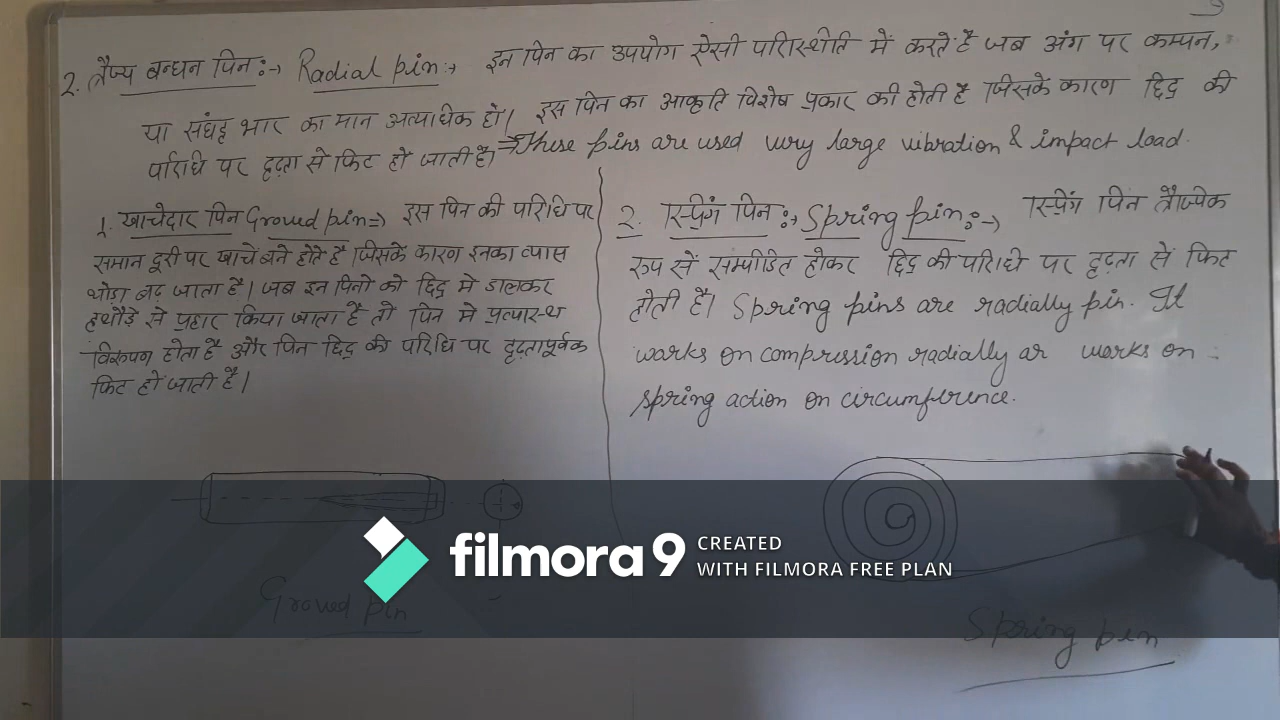 2. त्रैज्य बन्धन पिन :→ Radial pin :→ इन पिन का उपयोग ऐसी परिस्थीति में करते है जब अंग पर कम्पन,
या संघट्ट भार का मान अत्याधिक हो। इस पिन का आकृति विशेष प्रकार की होती है जिसके कारण छिद्र की
परिधि पर दृढ़ता से फिट हो जाती है। ⇒ These pins are used very large vibration & impact load.
1. खाचेदार पिन Groved pin ⇒ इस पिन की परिधि पर
समान दूरी पर खाचे बने होते है जिसके कारण इनका व्यास
थोड़ा बढ़ जाता है। जब इन पिनो को छिद्र मे डालकर
हथौड़े से प्रहार किया जाता है तो पिन मे प्रत्यास्थ
विरूपण होता है और पिन छिद्र की परिधि पर दृढ़तापूर्वक
फिट हो जाती है।
2. स्प्रिंग पिन :→ Spring pin :→ स्प्रिंग पिन त्रैज्यिक
रुप सें सम्पीडित होकर छिद्र की परिधि पर दृढ़ता सें फिट
होती है। Spring pins are radially pin. It
works on compression radially ar works on
spring action on circumference.
Groved pin
Spring pin
filmora9 CREATED
WITH FILMORA FREE PLAN